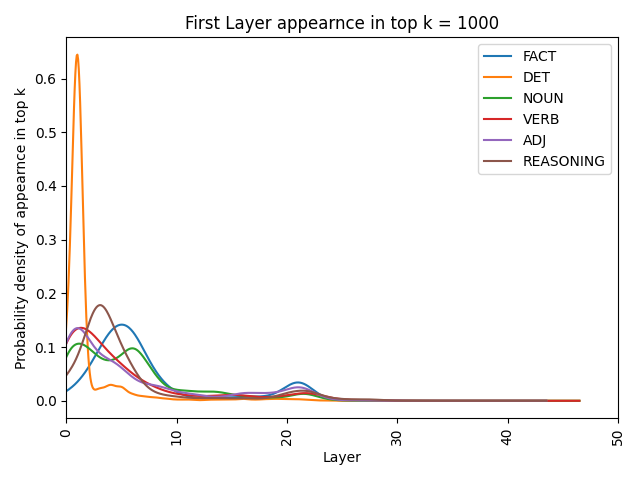 First Layer appearnce in top k = 1000
Probability density of appearnce in top k
0.6
0.5
0.4
0.3
0.2
0.1
0.0
FACT
DET
NOUN
VERB
ADJ
REASONING
0
10
20
30
40
50
Layer